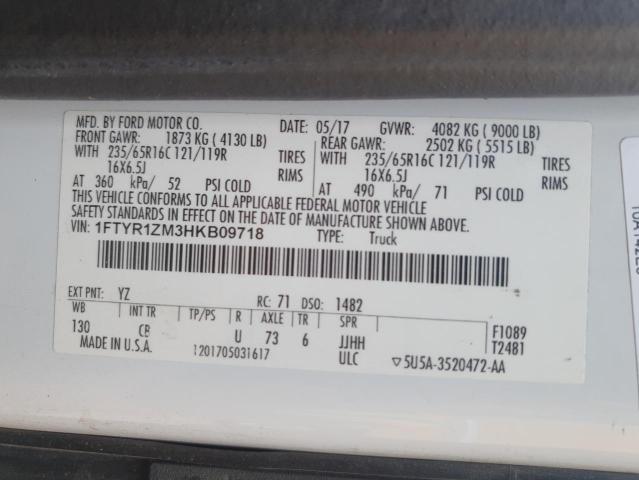 MFD. BY FORD MOTOR CO.
DATE: 05/17 GVWR: 4082 KG ( 9000 LB)
FRONT GAWR: 1873 KG ( 4130 LB)
REAR GAWR: 2502 KG ( 5515 LB)
WITH 235/65R16C 121/119R TIRES
WITH 235/65R16C 121/119R TIRES
16X6.5J RIMS
16X6.5J RIMS
AT 360 kPa/ 52 PSI COLD
AT 490 kPa/ 71 PSI COLD
THIS VEHICLE CONFORMS TO ALL APPLICABLE FEDERAL MOTOR VEHICLE
SAFETY STANDARDS IN EFFECT ON THE DATE OF MANUFACTURE SHOWN ABOVE.
VIN: 1FTYR1ZM3HKB09718 TYPE: Truck
EXT PNT: YZ RC: 71 DSO: 1482
WB INT TR TP/PS R AXLE TR SPR F1089
130 CB U 73 6 JJHH T2481
MADE IN U.S.A. 1201705031617 ULC ▽5U5A-3520472-AA